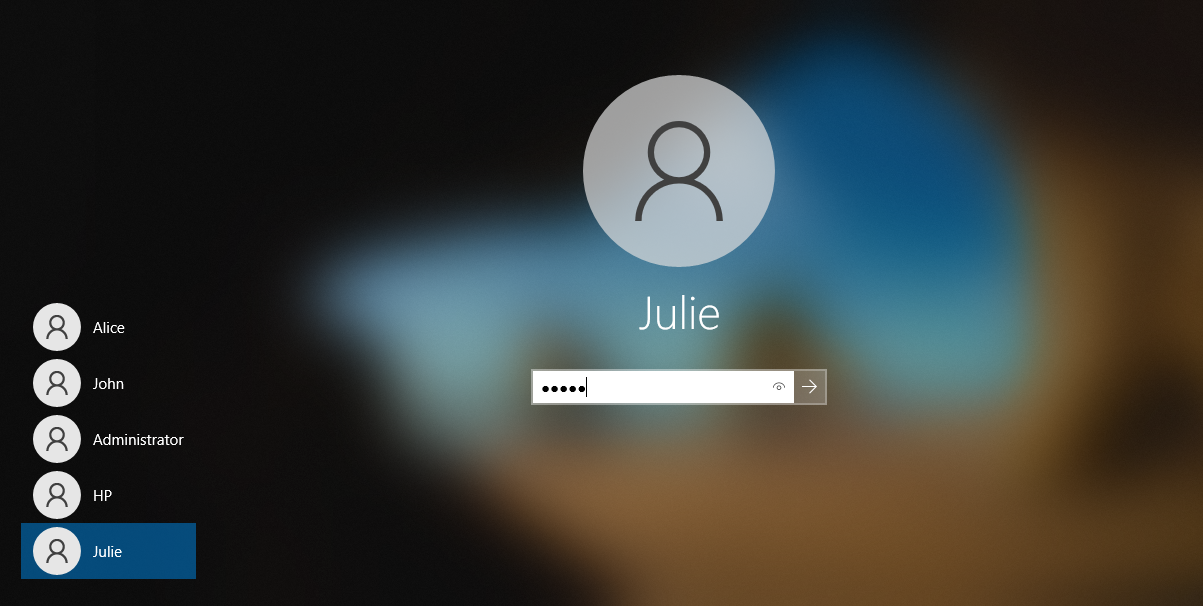 Julie
●●●●●
Alice
John
Administrator
HP
Julie